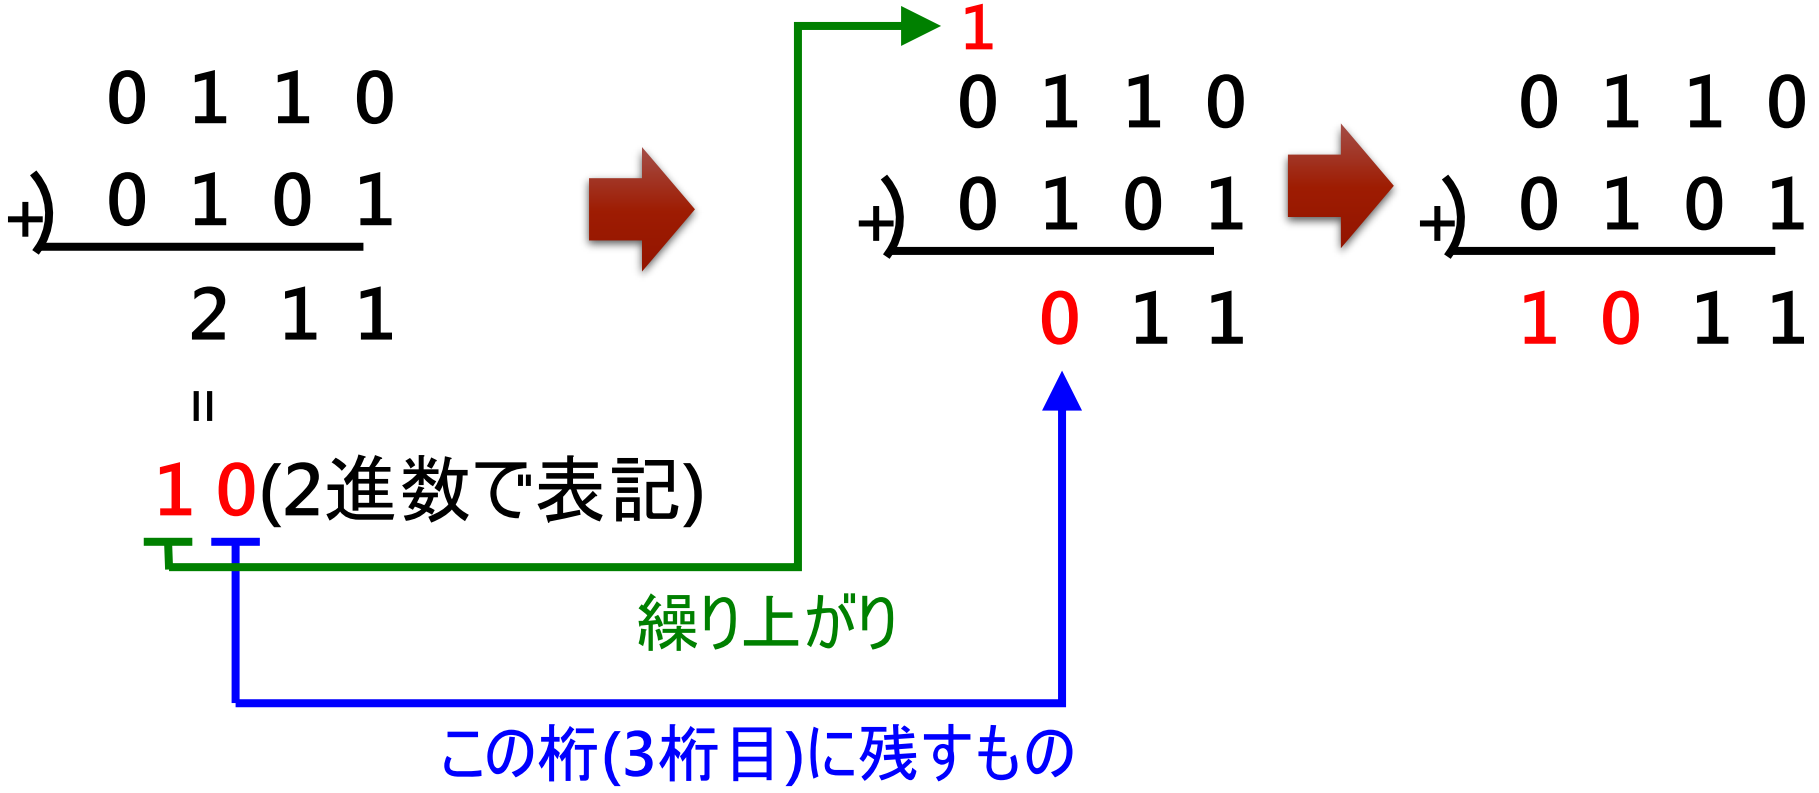 0 1 1 0
+) 0 1 0 1
2 1 1
=
1 0(2進数で表記)
1
0 1 1 0
+) 0 1 0 1
0 1 1
0 1 1 0
+) 0 1 0 1
1 0 1 1
繰り上がり
この桁(3桁目)に残すもの